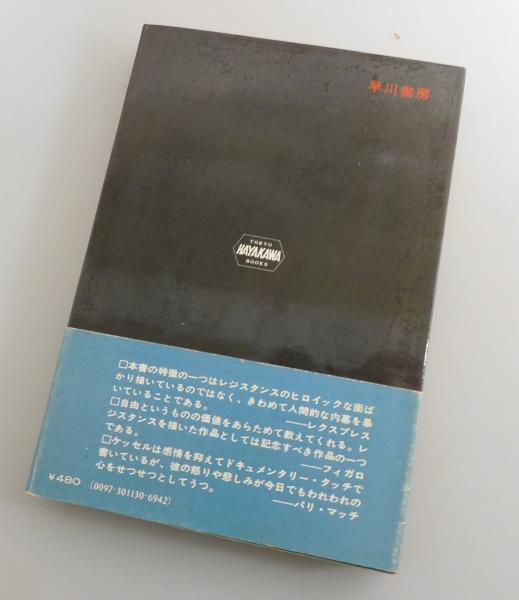 早川書房
TOKYO
HAYAKAWA
BOOKS
□本書の特徴の一つはレジスタンスのヒロイックな面ば
かり描いているのではなく、きわめて人間的な内幕を暴
いていることである。 ——レクスプレス
□自由というものの価値をあらためて教えてくれる。レ
ジスタンスを描いた作品としては記念すべき作品の一つ
である。 ——フィガロ
□ケッセルは感情を抑えてドキュメンタリー・タッチで
書いているが、彼の怒りや悲しみが今日でもわれわれの
心をせつせつとしてうつ。 ——パリ・マッチ
¥480 〔0097-301130-6942〕